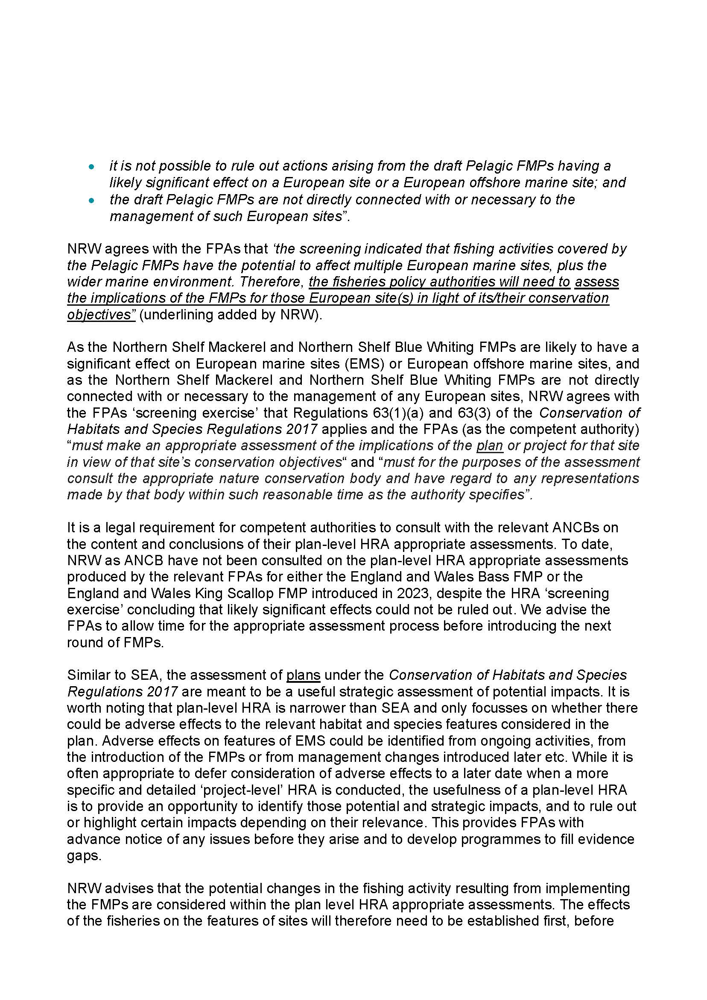 • it is not possible to rule out actions arising from the draft Pelagic FMPs having a
likely significant effect on a European site or a European offshore marine site; and
• the draft Pelagic FMPs are not directly connected with or necessary to the
management of such European sites”.
NRW agrees with the FPAs that ‘the screening indicated that fishing activities covered by
the Pelagic FMPs have the potential to affect multiple European marine sites, plus the
wider marine environment. Therefore, the fisheries policy authorities will need to assess
the implications of the FMPs for those European site(s) in light of its/their conservation
objectives” (underlining added by NRW).
As the Northern Shelf Mackerel and Northern Shelf Blue Whiting FMPs are likely to have a
significant effect on European marine sites (EMS) or European offshore marine sites, and
as the Northern Shelf Mackerel and Northern Shelf Blue Whiting FMPs are not directly
connected with or necessary to the management of any European sites, NRW agrees with
the FPAs ‘screening exercise’ that Regulations 63(1)(a) and 63(3) of the Conservation of
Habitats and Species Regulations 2017 applies and the FPAs (as the competent authority)
“must make an appropriate assessment of the implications of the plan or project for that site
in view of that site’s conservation objectives“ and “must for the purposes of the assessment
consult the appropriate nature conservation body and have regard to any representations
made by that body within such reasonable time as the authority specifies”.
It is a legal requirement for competent authorities to consult with the relevant ANCBs on
the content and conclusions of their plan-level HRA appropriate assessments. To date,
NRW as ANCB have not been consulted on the plan-level HRA appropriate assessments
produced by the relevant FPAs for either the England and Wales Bass FMP or the
England and Wales King Scallop FMP introduced in 2023, despite the HRA ‘screening
exercise’ concluding that likely significant effects could not be ruled out. We advise the
FPAs to allow time for the appropriate assessment process before introducing the next
round of FMPs.
Similar to SEA, the assessment of plans under the Conservation of Habitats and Species
Regulations 2017 are meant to be a useful strategic assessment of potential impacts. It is
worth noting that plan-level HRA is narrower than SEA and only focusses on whether there
could be adverse effects to the relevant habitat and species features considered in the
plan. Adverse effects on features of EMS could be identified from ongoing activities, from
the introduction of the FMPs or from management changes introduced later etc. While it is
often appropriate to defer consideration of adverse effects to a later date when a more
specific and detailed ‘project-level’ HRA is conducted, the usefulness of a plan-level HRA
is to provide an opportunity to identify those potential and strategic impacts, and to rule out
or highlight certain impacts depending on their relevance. This provides FPAs with
advance notice of any issues before they arise and to develop programmes to fill evidence
gaps.
NRW advises that the potential changes in the fishing activity resulting from implementing
the FMPs are considered within the plan level HRA appropriate assessments. The effects
of the fisheries on the features of sites will therefore need to be established first, before